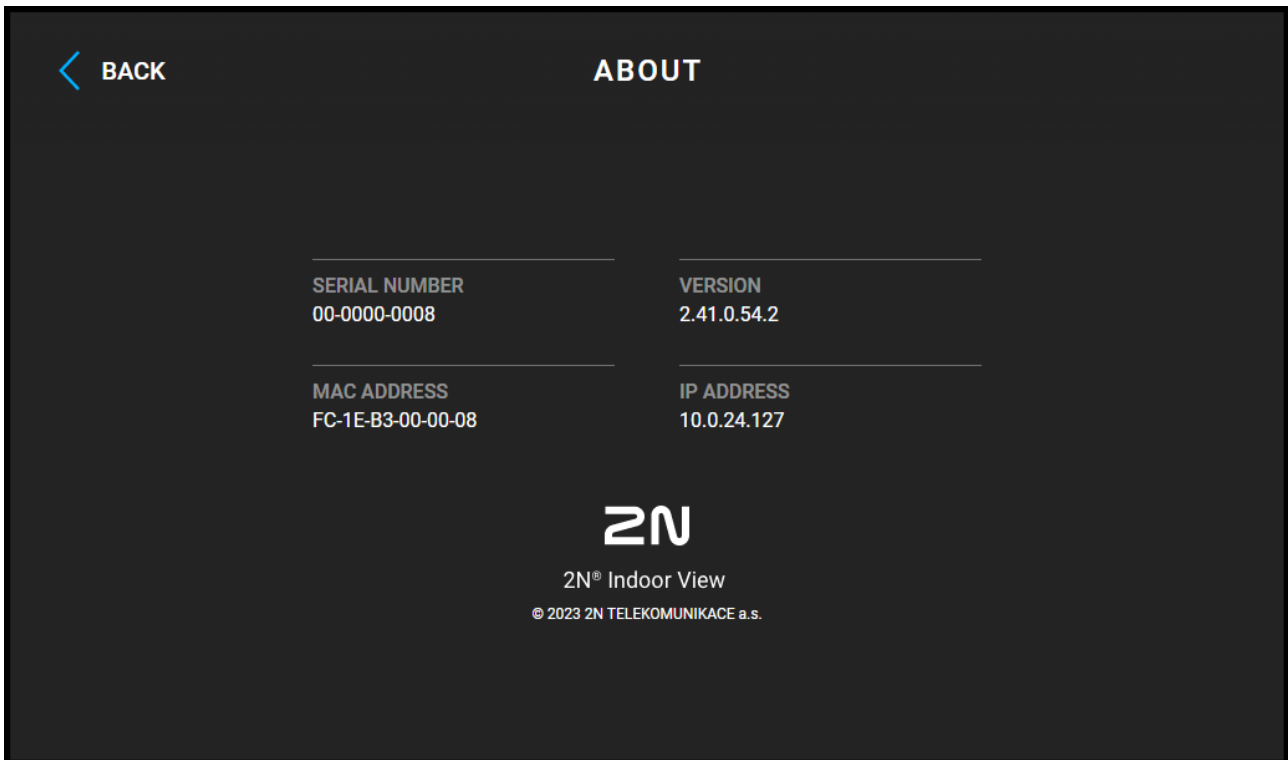 BACK
ABOUT
SERIAL NUMBER
00-0000-0008
VERSION
2.41.0.54.2
MAC ADDRESS
FC-1E-B3-00-00-08
IP ADDRESS
10.0.24.127
2N
2N® Indoor View
© 2023 2N TELEKOMUNIKACE a.s.